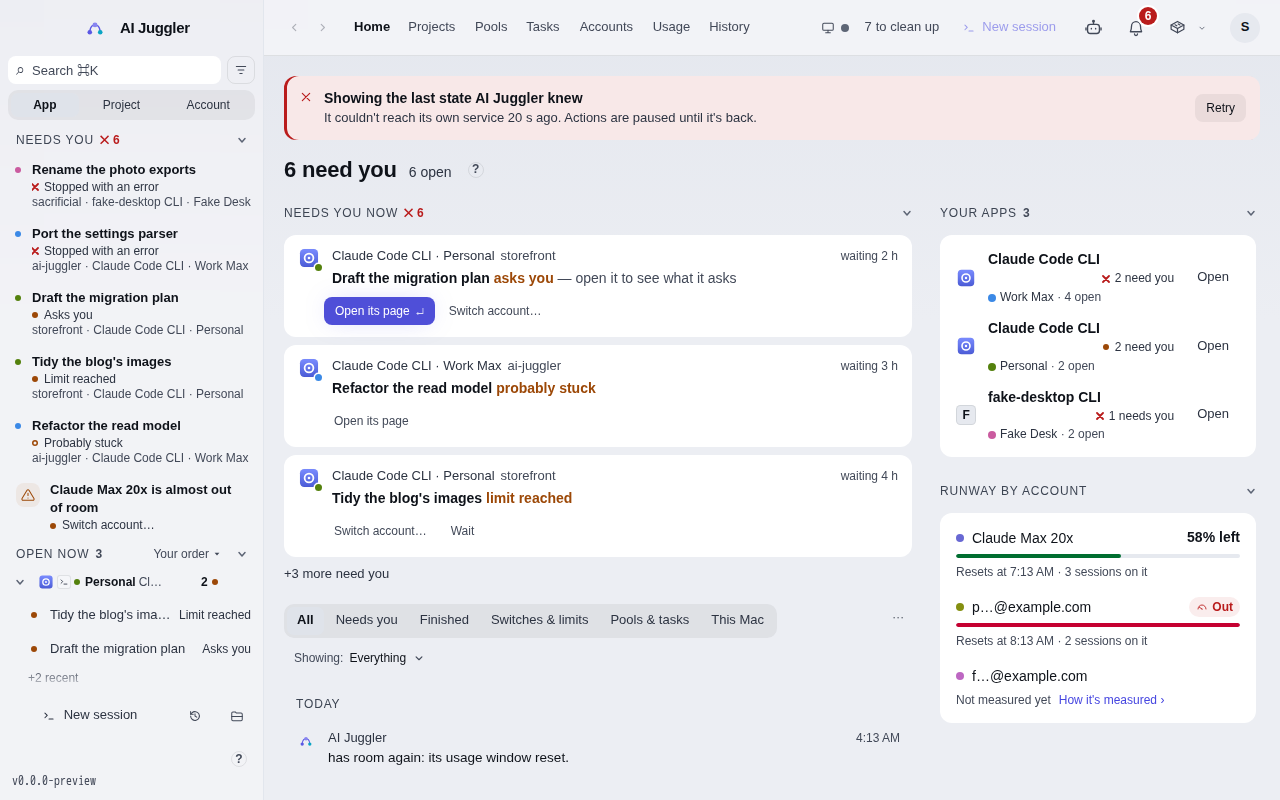 AI Juggler
Search ⌘K
App Project Account
NEEDS YOU 6
Rename the photo exports
Stopped with an error
sacrificial · fake-desktop CLI · Fake Desk
Port the settings parser
Stopped with an error
ai-juggler · Claude Code CLI · Work Max
Draft the migration plan
Asks you
storefront · Claude Code CLI · Personal
Tidy the blog's images
Limit reached
storefront · Claude Code CLI · Personal
Refactor the read model
Probably stuck
ai-juggler · Claude Code CLI · Work Max
Claude Max 20x is almost out
of room
Switch account…
OPEN NOW 3 Your order
Personal Cl… 2
Tidy the blog's ima… Limit reached
Draft the migration plan Asks you
+2 recent
New session
?
v0.0.0-preview
Home Projects Pools Tasks Accounts Usage History
7 to clean up
New session
6
S
Showing the last state AI Juggler knew
It couldn't reach its own service 20 s ago. Actions are paused until it's back.
Retry
6 need you 6 open ?
NEEDS YOU NOW 6
Claude Code CLI · Personal storefront waiting 2 h
Draft the migration plan asks you — open it to see what it asks
Open its page Switch account…
Claude Code CLI · Work Max ai-juggler waiting 3 h
Refactor the read model probably stuck
Open its page
Claude Code CLI · Personal storefront waiting 4 h
Tidy the blog's images limit reached
Switch account… Wait
+3 more need you
All Needs you Finished Switches & limits Pools & tasks This Mac
···
Showing: Everything
TODAY
AI Juggler 4:13 AM
has room again: its usage window reset.
YOUR APPS 3
Claude Code CLI
2 need you
Open
Work Max · 4 open
Claude Code CLI
2 need you
Open
Personal · 2 open
F
fake-desktop CLI
1 needs you
Open
Fake Desk · 2 open
RUNWAY BY ACCOUNT
Claude Max 20x 58% left
Resets at 7:13 AM · 3 sessions on it
p…@example.com Out
Resets at 8:13 AM · 2 sessions on it
f…@example.com
Not measured yet How it's measured ›